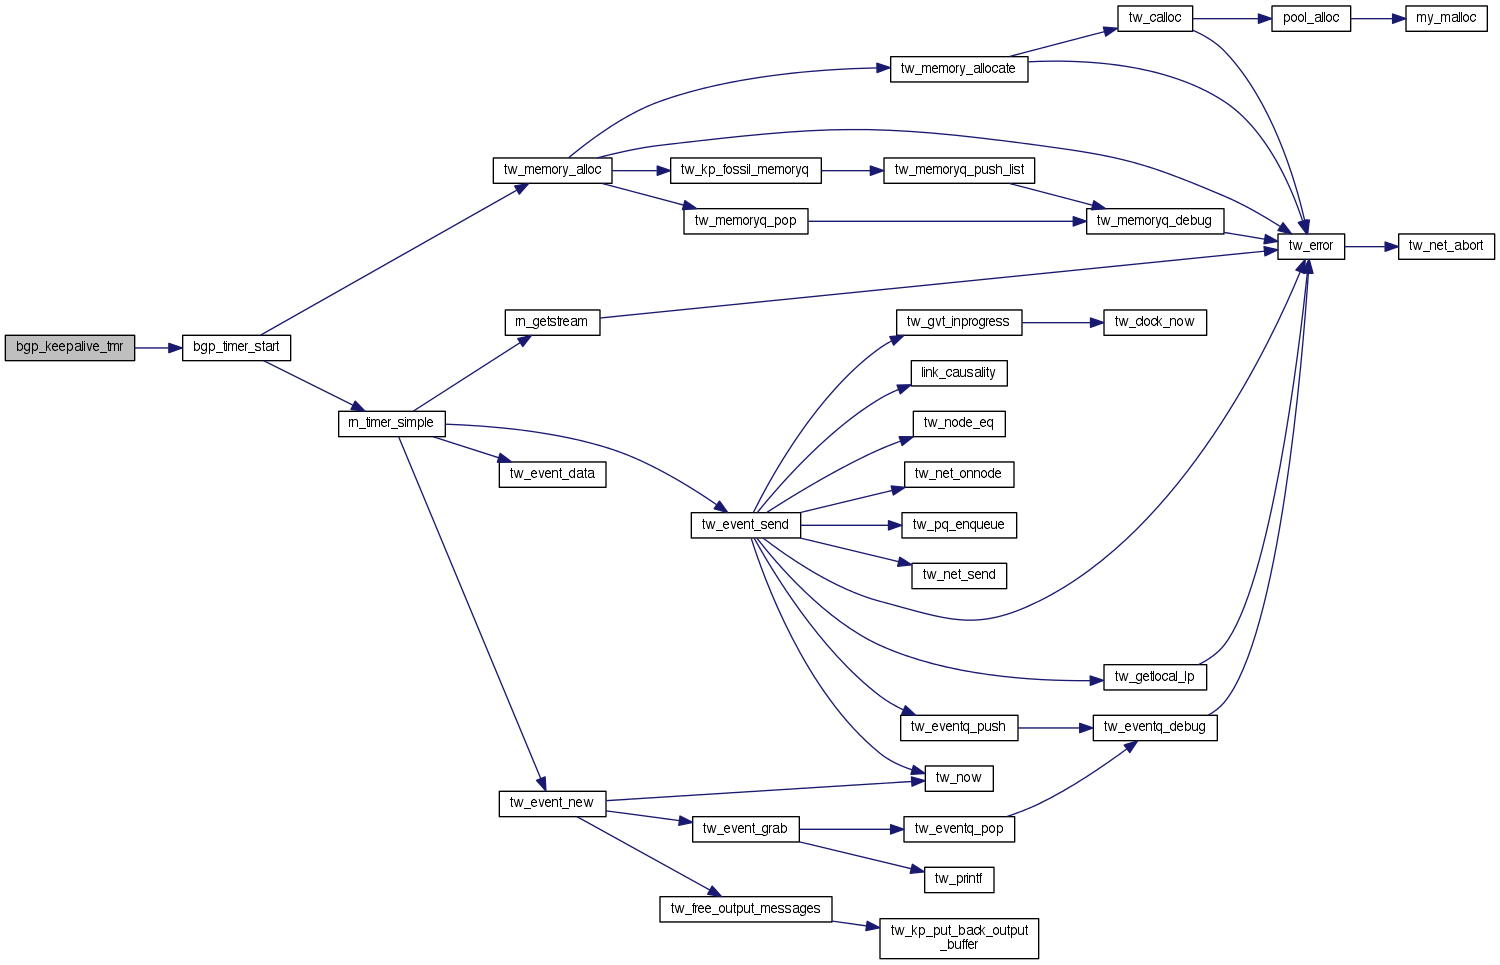 tw_calloc
pool_alloc
my_malloc
tw_memory_allocate
tw_memory_alloc
tw_kp_fossil_memoryq
tw_memoryq_push_list
tw_memoryq_pop
tw_memoryq_debug
tw_error
tw_net_abort
rn_getstream
tw_gvt_inprogress
tw_clock_now
bgp_keepalive_tmr
bgp_timer_start
link_causality
rn_timer_simple
tw_node_eq
tw_event_data
tw_net_onnode
tw_event_send
tw_pq_enqueue
tw_net_send
tw_getlocal_lp
tw_eventq_push
tw_eventq_debug
tw_now
tw_event_new
tw_event_grab
tw_eventq_pop
tw_printf
tw_free_output_messages
tw_kp_put_back_output
_buffer